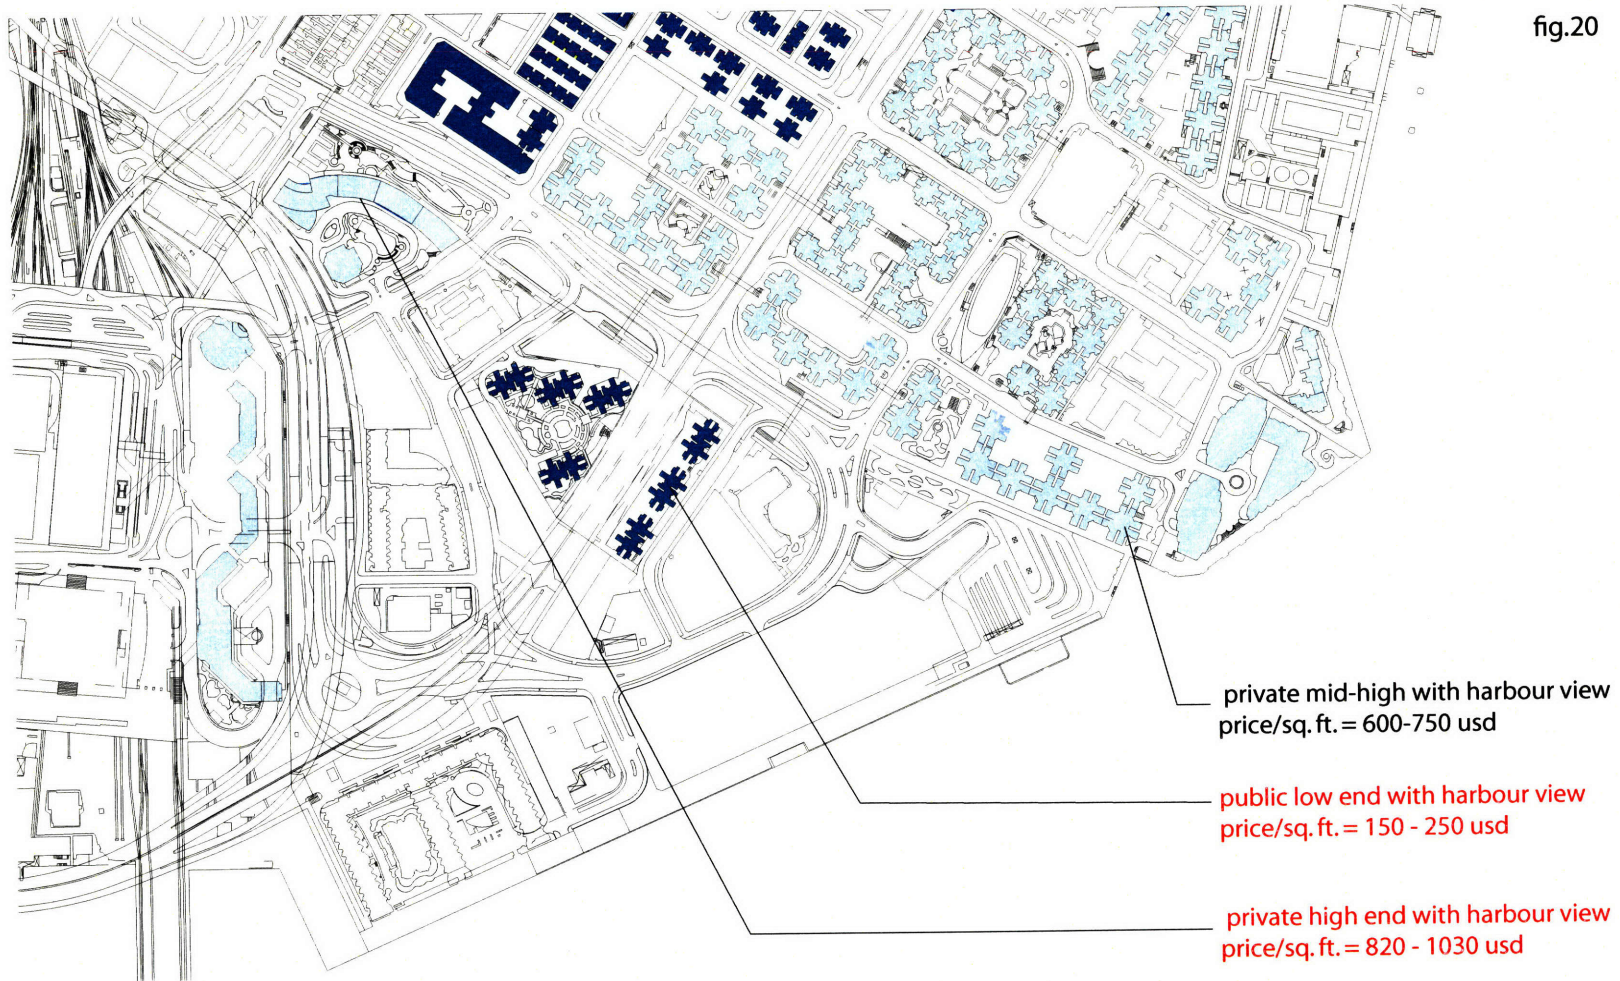 fig.20
private mid-high with harbour view
price/sq. ft. = 600-750 usd
public low end with harbour view
price/sq. ft. = 150 - 250 usd
private high end with harbour view
price/sq. ft. = 820 - 1030 usd